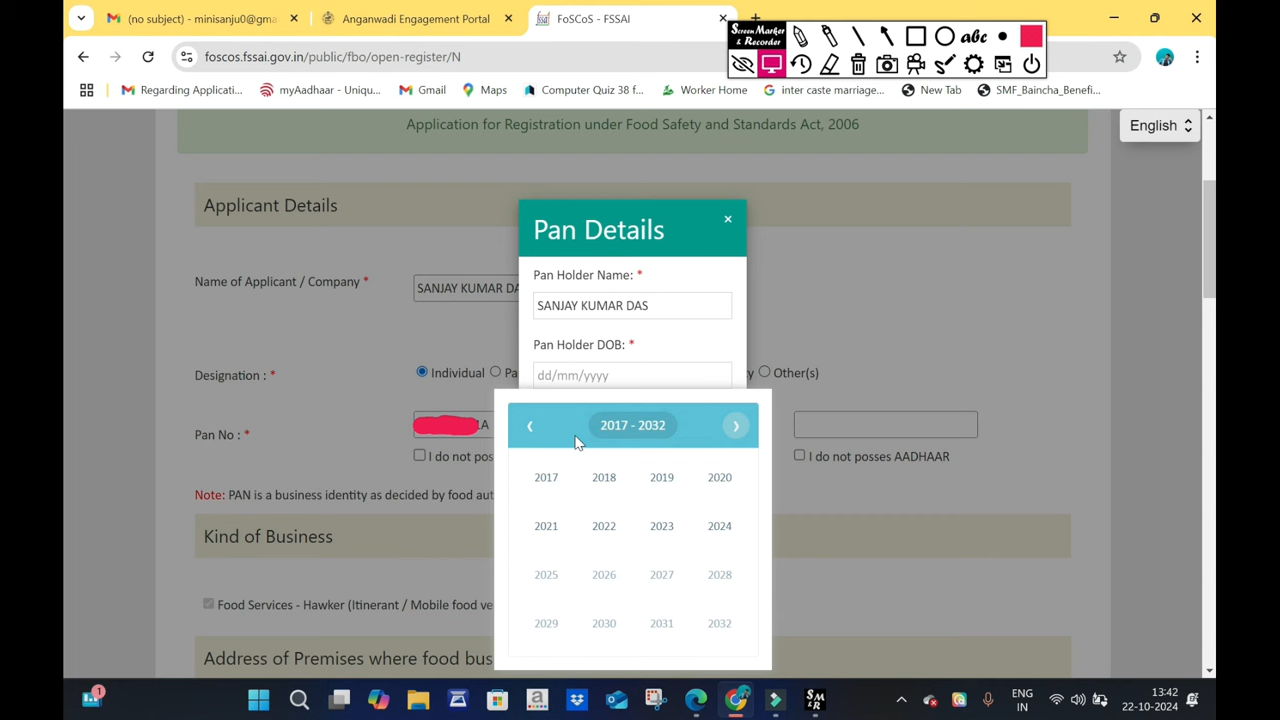 (no subject) - minisanju0@gma
Anganwadi Engagement Portal
FoSCoS - FSSAI
Screen Marker & Recorder
abc
foscos.fssai.gov.in/public/fbo/open-register/N
Regarding Applicati...
myAadhaar - Uniqu...
Gmail
Maps
Computer Quiz 38 f...
Worker Home
inter caste marriage...
New Tab
SMF_Baincha_Benefi...
Application for Registration under Food Safety and Standards Act, 2006
English
Applicant Details
Pan Details
Pan Holder Name: *
Name of Applicant / Company *
SANJAY KUMAR DA
SANJAY KUMAR DAS
Pan Holder DOB: *
Designation : *
Individual
Pa
dd/mm/yyyy
y
Other(s)
2017 - 2032
Pan No : *
1A
I do not pos
I do not posses AADHAAR
2017 2018 2019 2020
Note: PAN is a business identity as decided by food aut
2021 2022 2023 2024
Kind of Business
2025 2026 2027 2028
Food Services - Hawker (Itinerant / Mobile food ve
2029 2030 2031 2032
Address of Premises where food bus
1
a
S M & R
ENG
IN
13:42
22-10-2024